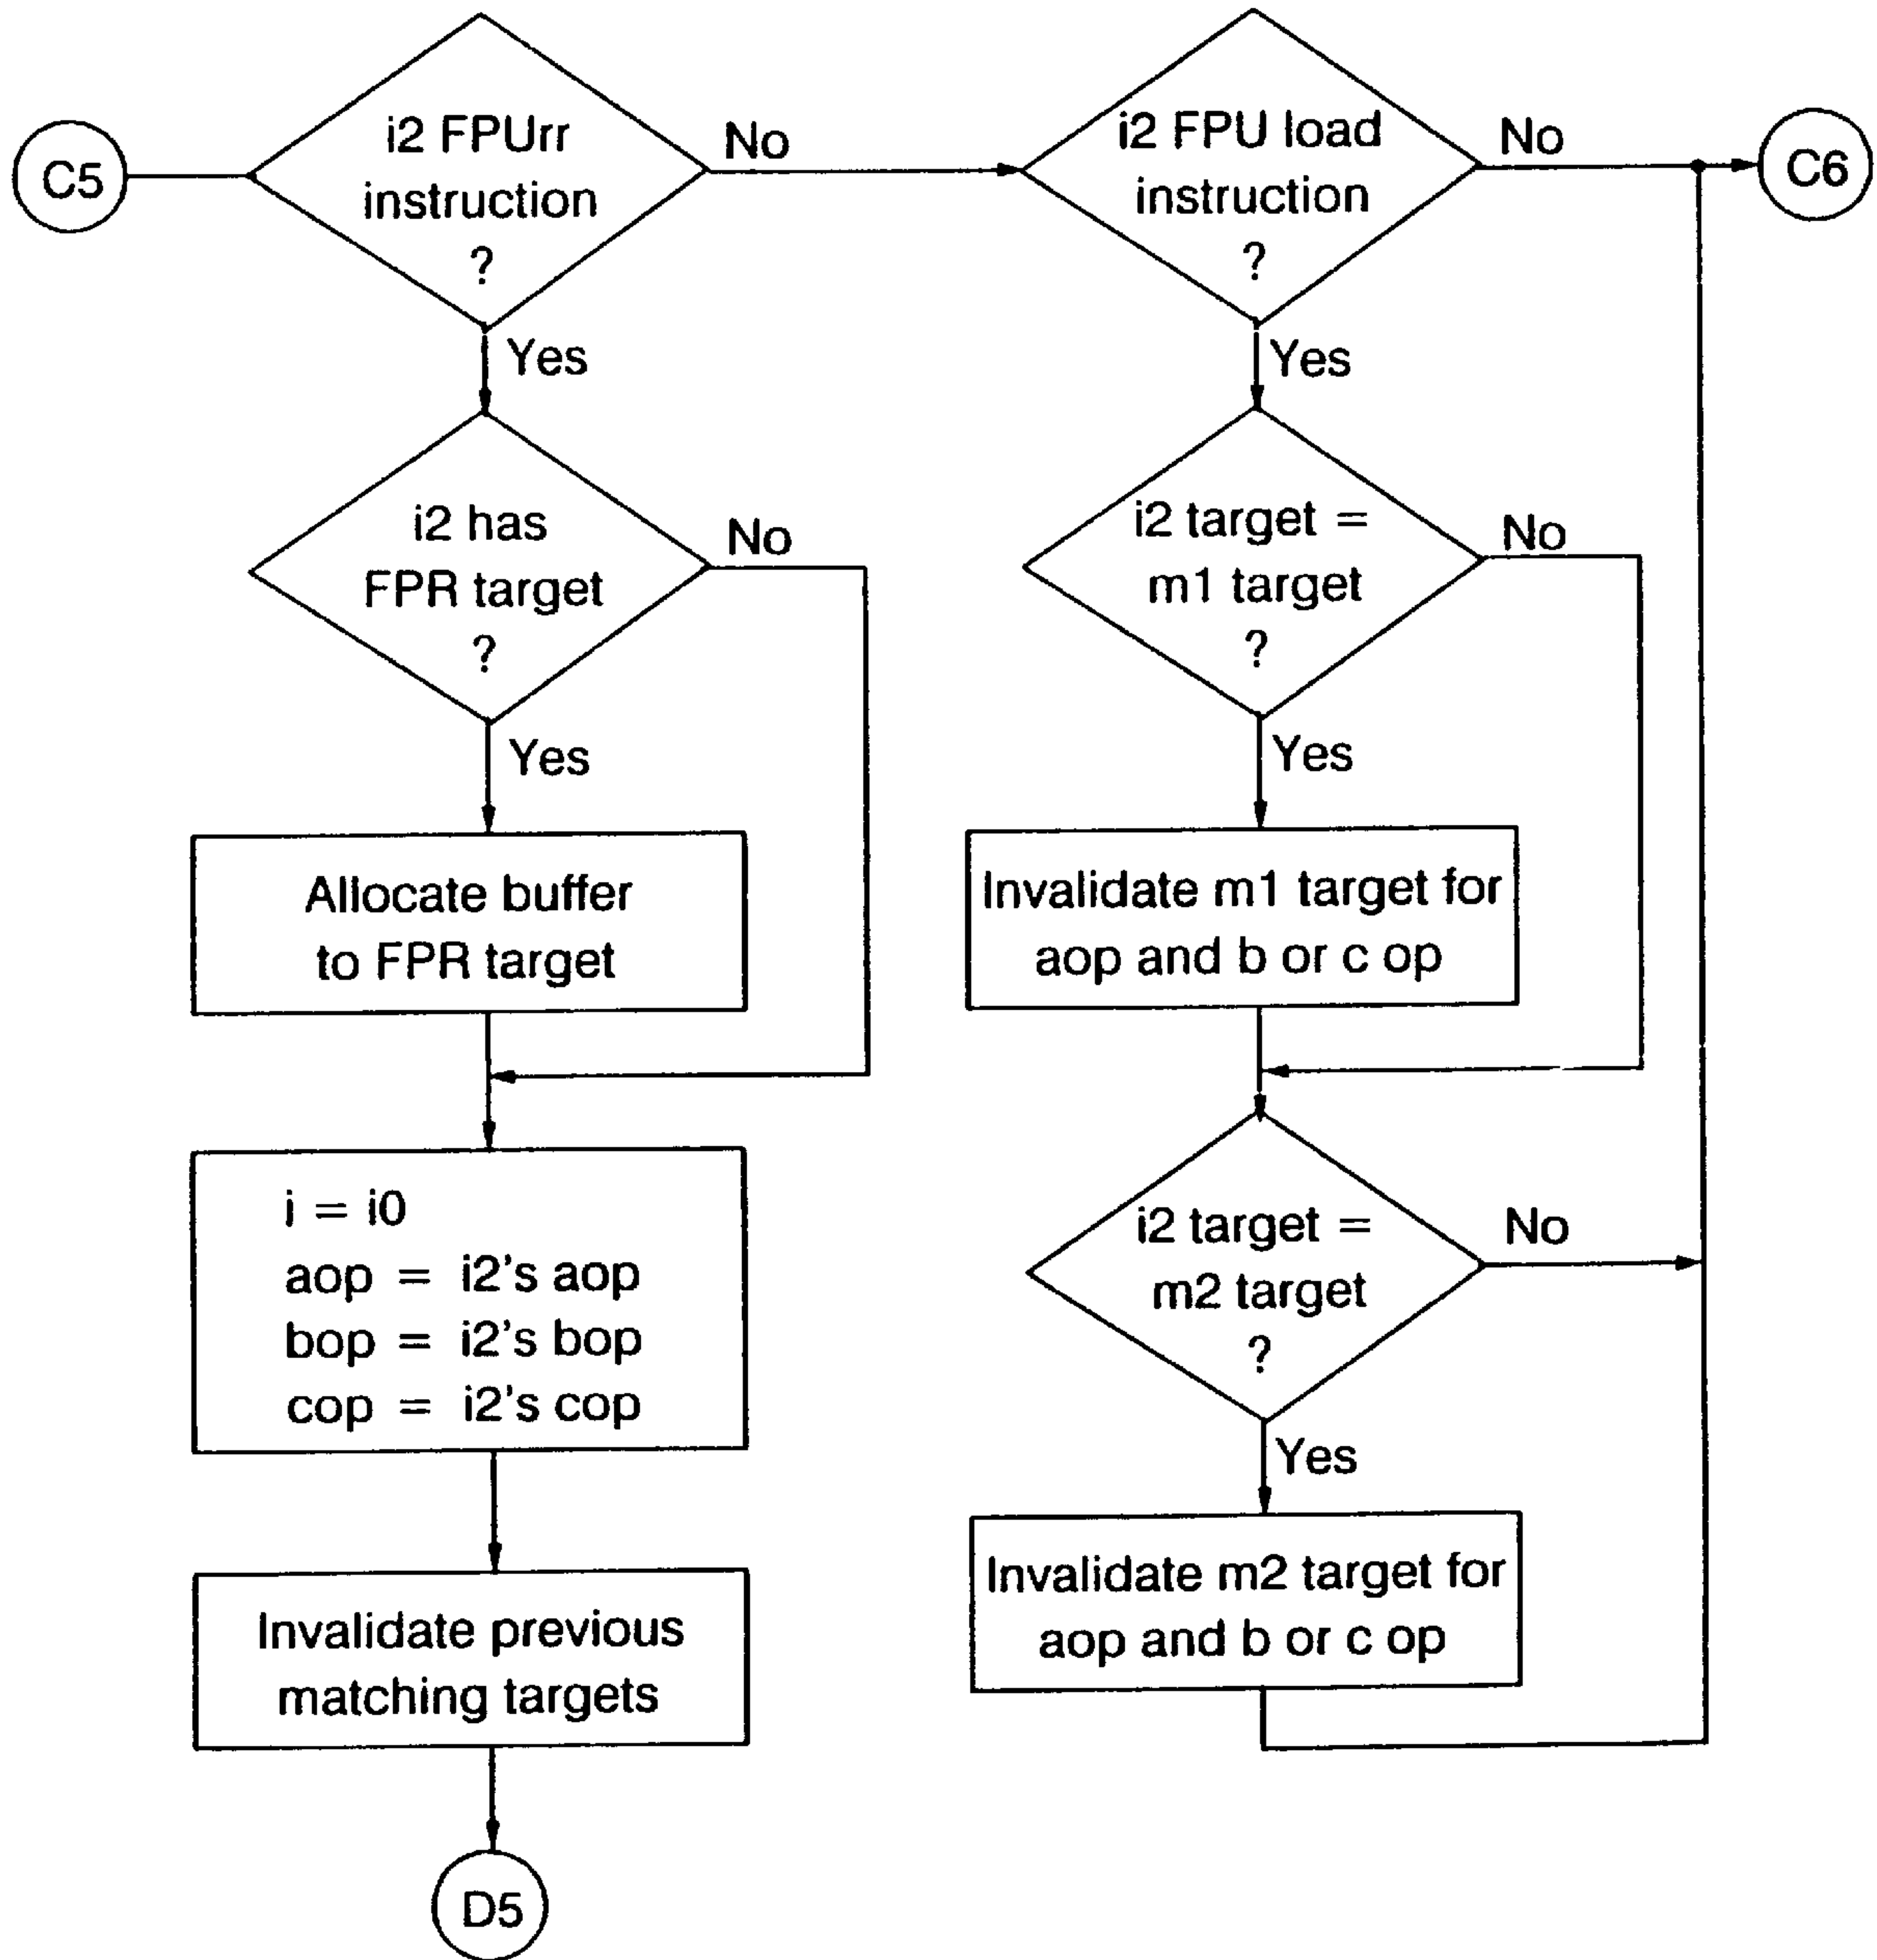 C5
i2 FPUrr
instruction
?
No
Yes
i2 has
FPR target
?
No
Yes
Allocate buffer
to FPR target
i = i0
aop = i2's aop
bop = i2's bop
cop = i2's cop
Invalidate previous
matching targets
D5
i2 FPU load
instruction
?
No
C6
Yes
i2 target =
m1 target
?
No
Yes
Invalidate m1 target for
aop and b or c op
i2 target =
m2 target
?
No
Yes
Invalidate m2 target for
aop and b or c op